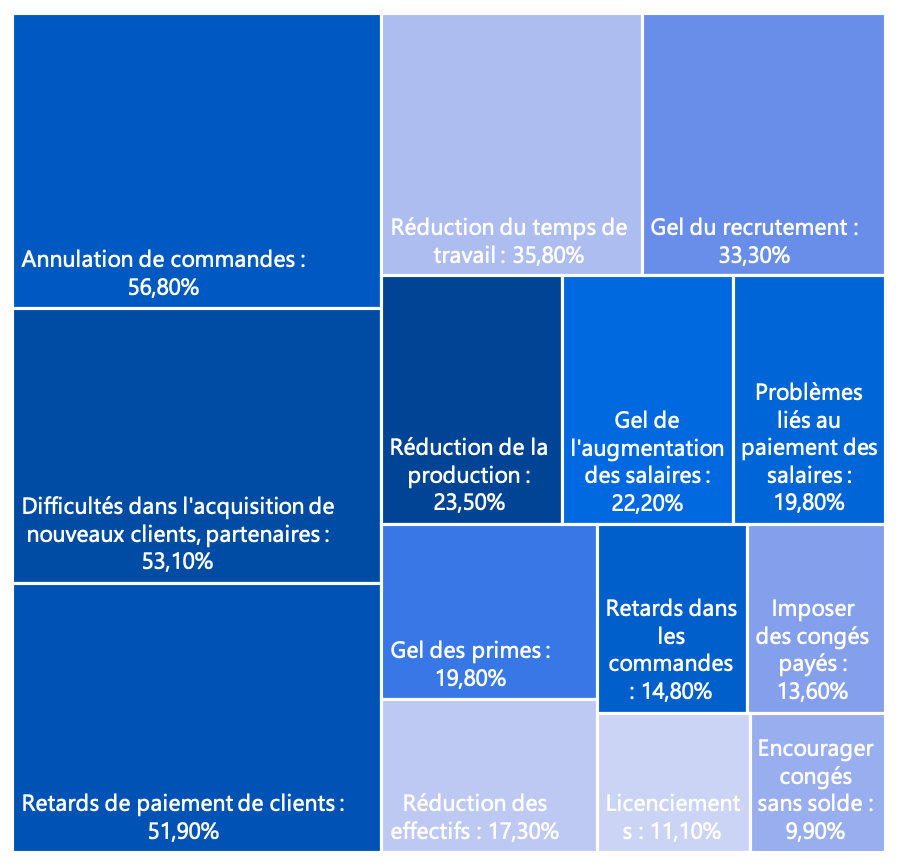 Annulation de commandes :
56,80%
Difficultés dans l'acquisition de
nouveaux clients, partenaires :
53,10%
Retards de paiement de clients :
51,90%
Réduction du temps de
travail : 35,80%
Gel du recrutement :
33,30%
Réduction de la
production :
23,50%
Gel de
l'augmentation
des salaires :
22,20%
Problèmes
liés au
paiement des
salaires :
19,80%
Gel des primes :
19,80%
Retards dans
les
commandes
: 14,80%
Imposer
des congés
payés :
13,60%
Réduction des
effectifs : 17,30%
Licenciement
s : 11,10%
Encourager
congés
sans solde :
9,90%